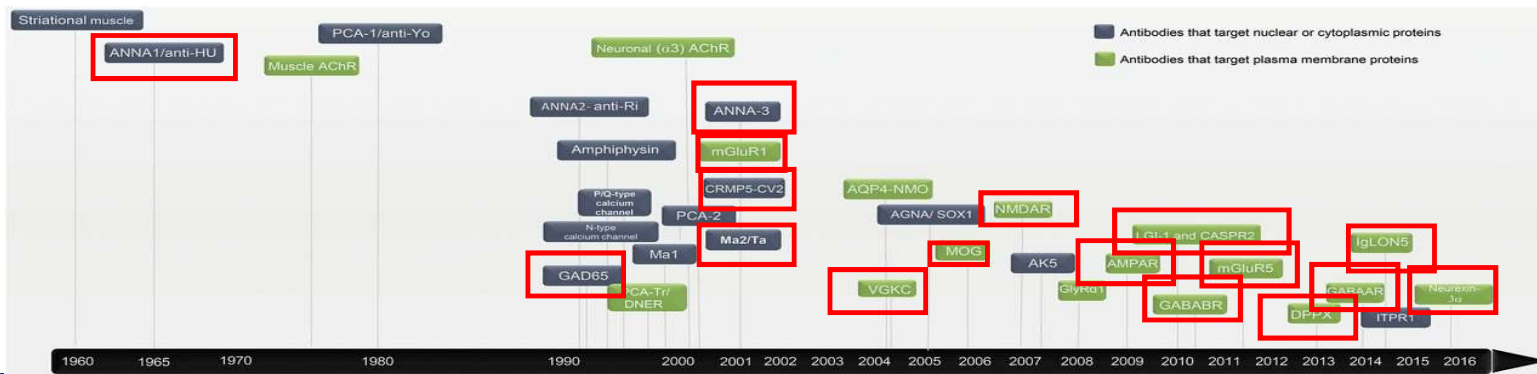 Striational muscle
ANNA1/anti-HU
PCA-1/anti-Yo
Muscle AChR
Neuronal (α3) AChR
Antibodies that target nuclear or cytoplasmic proteins
Antibodies that target plasma membrane proteins
ANNA2- anti-Ri
ANNA-3
Amphiphysin
mGluR1
P/Q-type
calcium
channel
CRMP5-CV2
AQP4-NMO
PCA-2
AGNA/ SOX1
NMDAR
N-type
calcium channel
Ma2/Ta
LGI-1 and CASPR2
IgLON5
Ma1
MOG
AK5
AMPAR
mGluR5
GAD65
PCA-Tr/
DNER
VGKC
GlyRα1
GABABR
GABAAR
Neurexin-
3α
DPPX
ITPR1
1960 1965 1970 1980 1990 2000 2001 2002 2003 2004 2005 2006 2007 2008 2009 2010 2011 2012 2013 2014 2015 2016